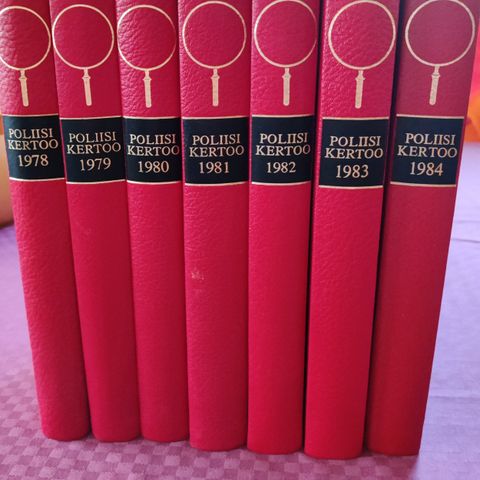 POLIISI
KERTOO
1978
POLIISI
KERTOO
1979
POLIISI
KERTOO
1980
POLIISI
KERTOO
1981
POLIISI
KERTOO
1982
POLIISI
KERTOO
1983
POLIISI
KERTOO
1984